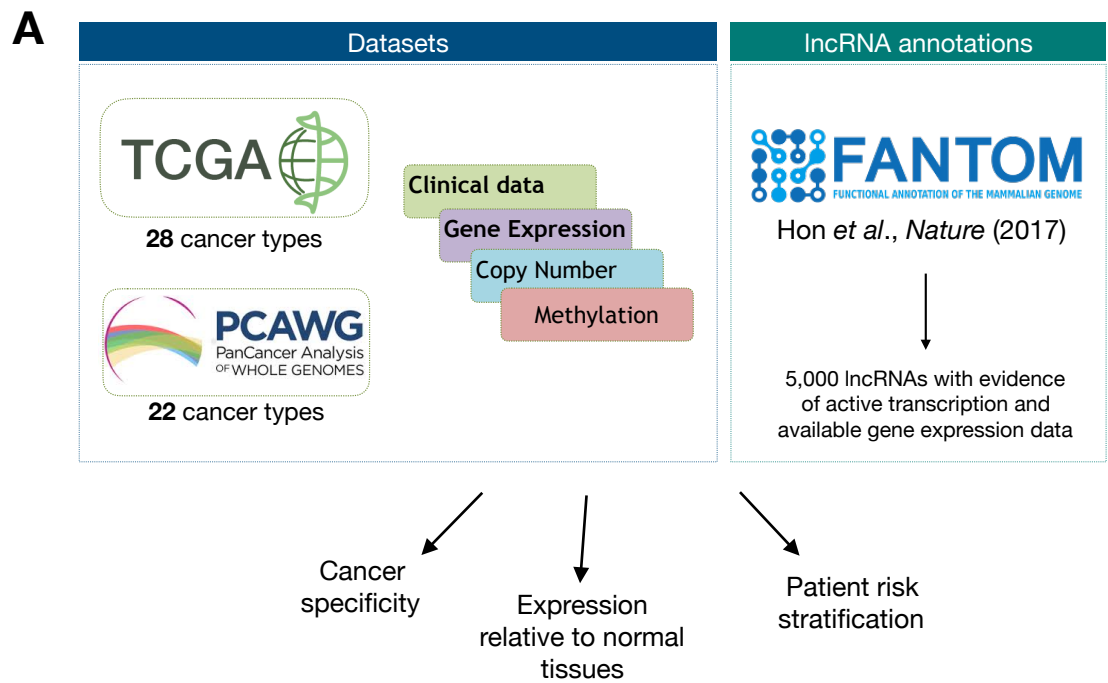 A
Datasets
lncRNA annotations
TCGA
28 cancer types
PCAWG
PanCancer Analysis
OF WHOLE GENOMES
22 cancer types
Clinical data
Gene Expression
Copy Number
Methylation
FANTOM
FUNCTIONAL ANNOTATION OF THE MAMMALIAN GENOME
Hon et al., Nature (2017)
5,000 lncRNAs with evidence
of active transcription and
available gene expression data
Cancer
specificity
Expression
relative to normal
tissues
Patient risk
stratification